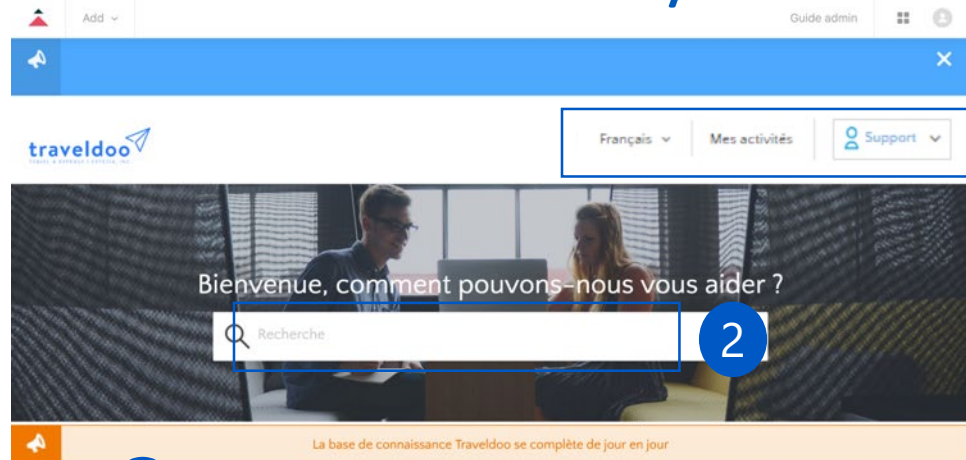 Add
Guide admin
traveldoo
Français
Mes activités
Support
Bienvenue, comment pouvons-nous vous aider ?
Recherche
2
La base de connaissance Traveldoo se complète de jour en jour